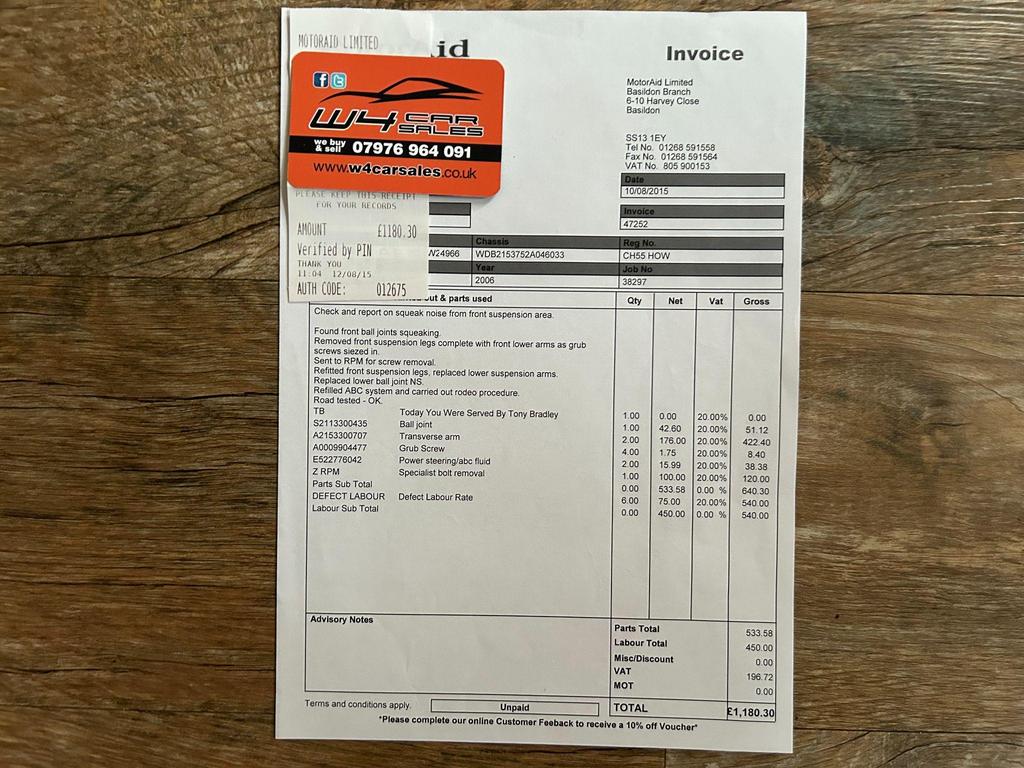 MOTORAID LIMITED
id
Invoice
W4 CAR SALES
we buy & sell 07976 964 091
www.w4carsales.co.uk
PLEASE KEEP THIS RECEIPT
FOR YOUR RECORDS
AMOUNT £1180.30
Verified by PIN
THANK YOU
11:04 12/08/15
AUTH CODE: 012675
MotorAid Limited
Basildon Branch
6-10 Harvey Close
Basildon
SS13 1EY
Tel No. 01268 591558
Fax No. 01268 591564
VAT No. 805 900153
Date
10/08/2015
Invoice
47252
Chassis Reg No.
W24966 WDB2153752A046033 CH55 HOW
Year Job No
2006 38297
out & parts used Qty Net Vat Gross
Check and report on squeak noise from front suspension area.
Found front ball joints squeaking.
Removed front suspension legs complete with front lower arms as grub
screws siezed in.
Sent to RPM for screw removal.
Refitted front suspension legs, replaced lower suspension arms.
Replaced lower ball joint NS.
Refilled ABC system and carried out rodeo procedure.
Road tested - OK.
TB Today You Were Served By Tony Bradley 1.00 0.00 20.00% 0.00
S2113300435 Ball joint 1.00 42.60 20.00% 51.12
A2153300707 Transverse arm 2.00 176.00 20.00% 422.40
A0009904477 Grub Screw 4.00 1.75 20.00% 8.40
E522776042 Power steering/abc fluid 2.00 15.99 20.00% 38.38
Z RPM Specialist bolt removal 1.00 100.00 20.00% 120.00
Parts Sub Total 0.00 533.58 0.00 % 640.30
DEFECT LABOUR Defect Labour Rate 6.00 75.00 20.00% 540.00
Labour Sub Total 0.00 450.00 0.00 % 540.00
Advisory Notes
Parts Total 533.58
Labour Total 450.00
Misc/Discount 0.00
VAT 196.72
MOT 0.00
TOTAL £1,180.30
Terms and conditions apply. Unpaid
*Please complete our online Customer Feeback to receive a 10% off Voucher*